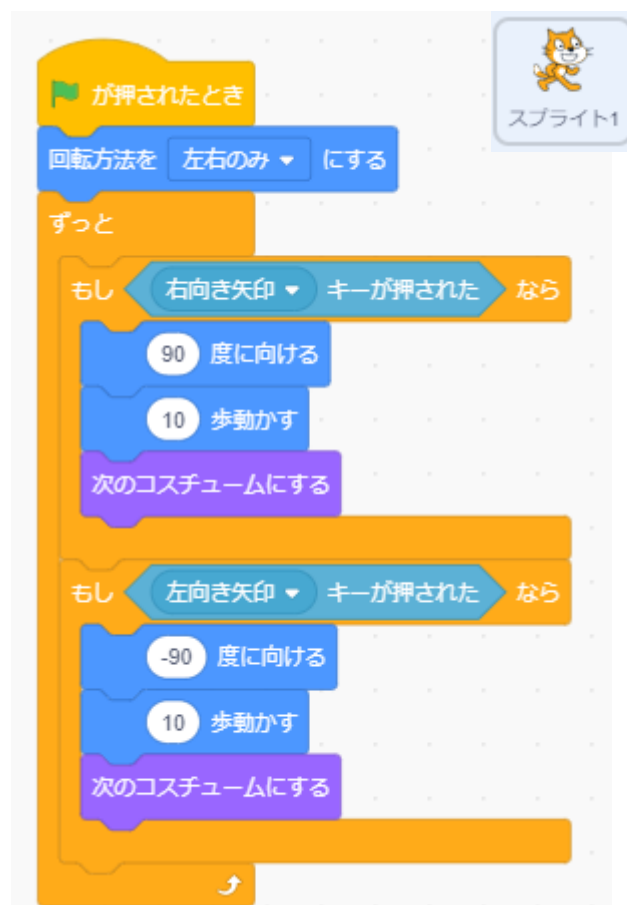 スプライト1
が押されたとき
回転方法を 左右のみ にする
ずっと
もし 右向き矢印 キーが押された なら
90 度に向ける
10 歩動かす
次のコスチュームにする
もし 左向き矢印 キーが押された なら
-90 度に向ける
10 歩動かす
次のコスチュームにする